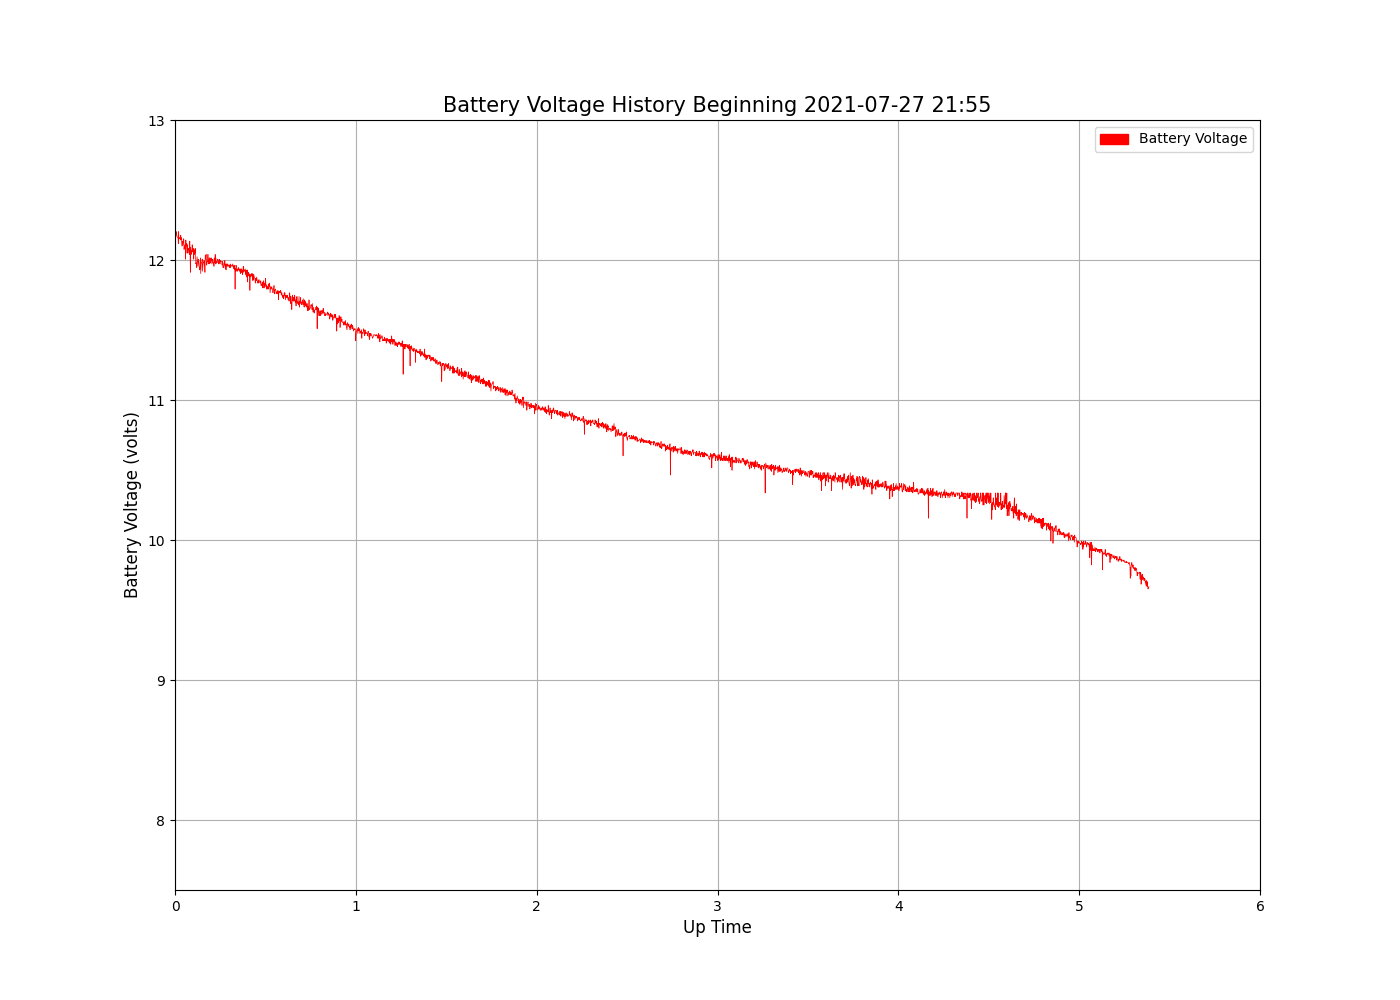 Battery Voltage History Beginning 2021-07-27 21:55
Battery Voltage
Battery Voltage (volts)
13
12
11
10
9
8
0 1 2 3 4 5 6
Up Time